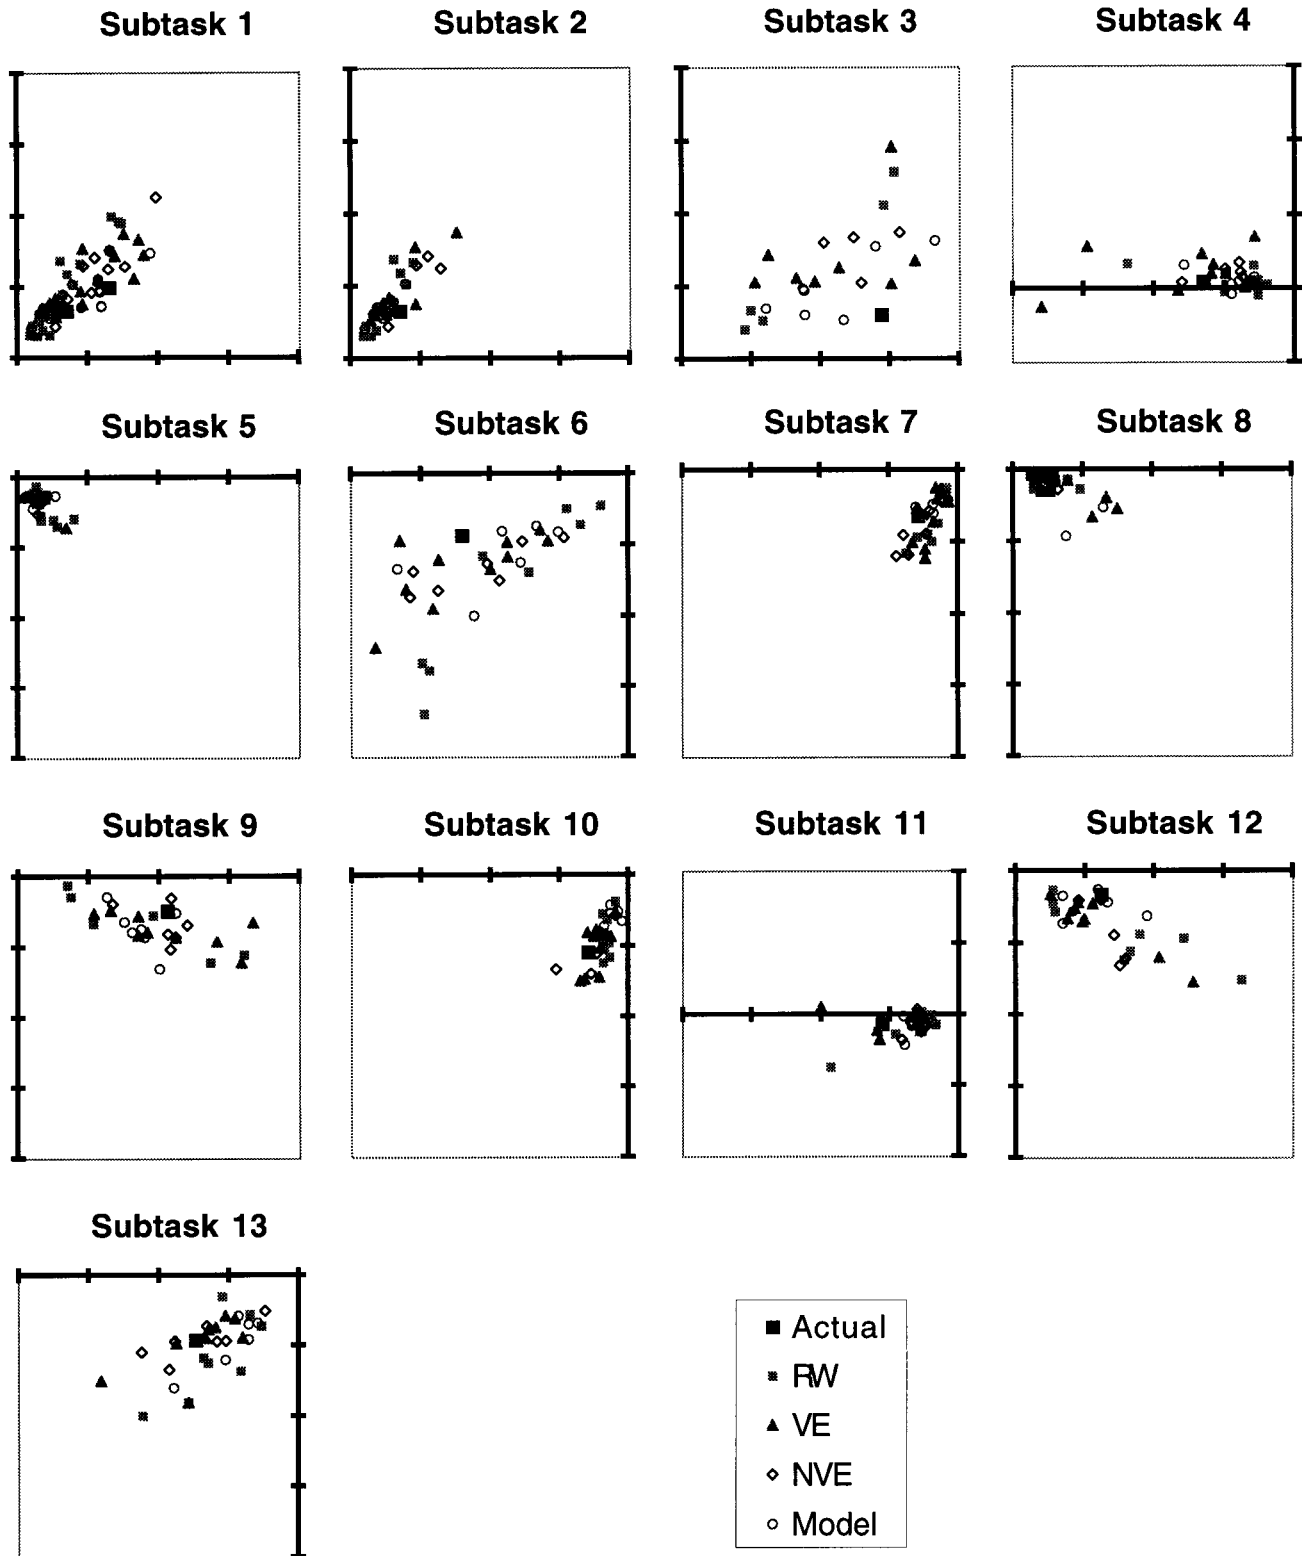 Subtask 1
Subtask 2
Subtask 3
Subtask 4
Subtask 5
Subtask 6
Subtask 7
Subtask 8
Subtask 9
Subtask 10
Subtask 11
Subtask 12
Subtask 13
Actual
RW
VE
NVE
Model